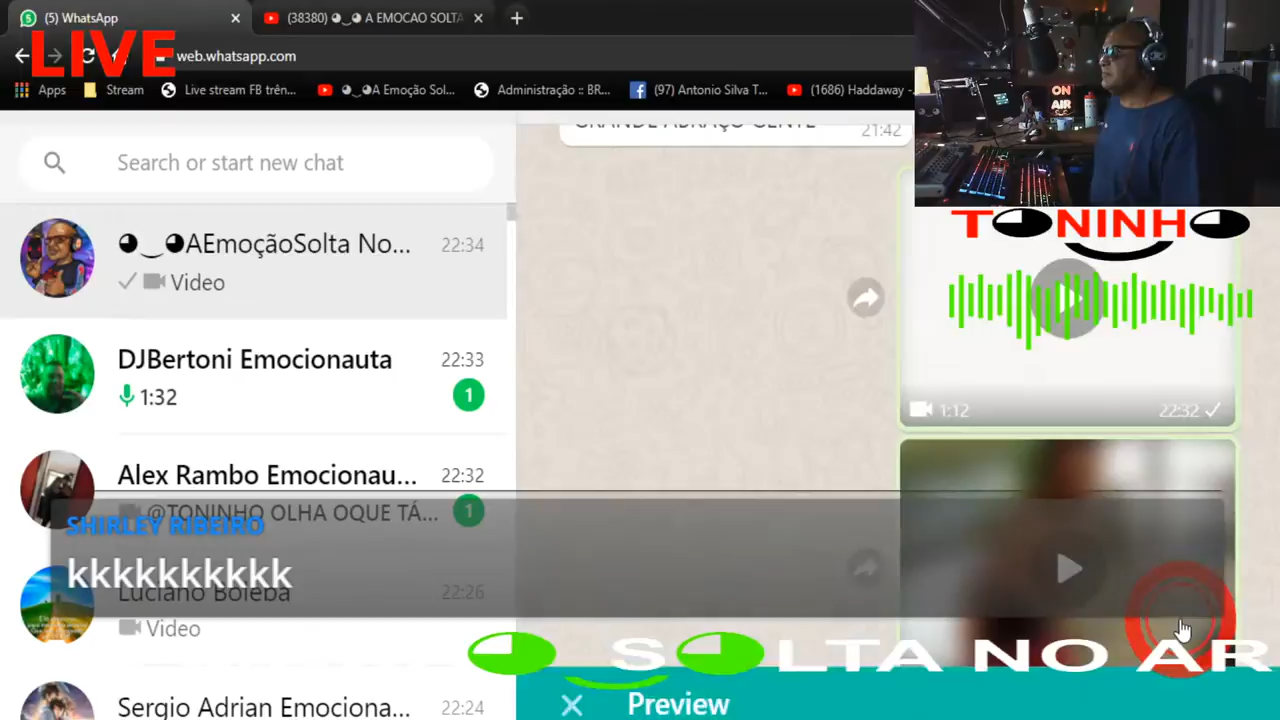 (5) WhatsApp
(38380) ◕‿◕ A EMOCAO SOLTA
LIVE
web.whatsapp.com
Apps
Stream
Live stream FB trên...
◕‿◕A Emoção Sol...
Administração :: BR...
(97) Antonio Silva T...
(1686) Haddaway -
ON
AIR
GRANDE ABRAÇO GENTE
21:42
Search or start new chat
TONINHO
◕‿◕AEmoçãoSolta No...
22:34
Video
DJBertoni Emocionauta
22:33
1:32
1
1:12
22:32
Alex Rambo Emocionau...
22:32
@TONINHO OLHA OQUE TÁ...
1
SHIRLEY RIBEIRO
kkkkkkkkkk
Luciano Boleba
22:26
Video
SOLTA NO AR
Sergio Adrian Emociona...
22:24
Preview